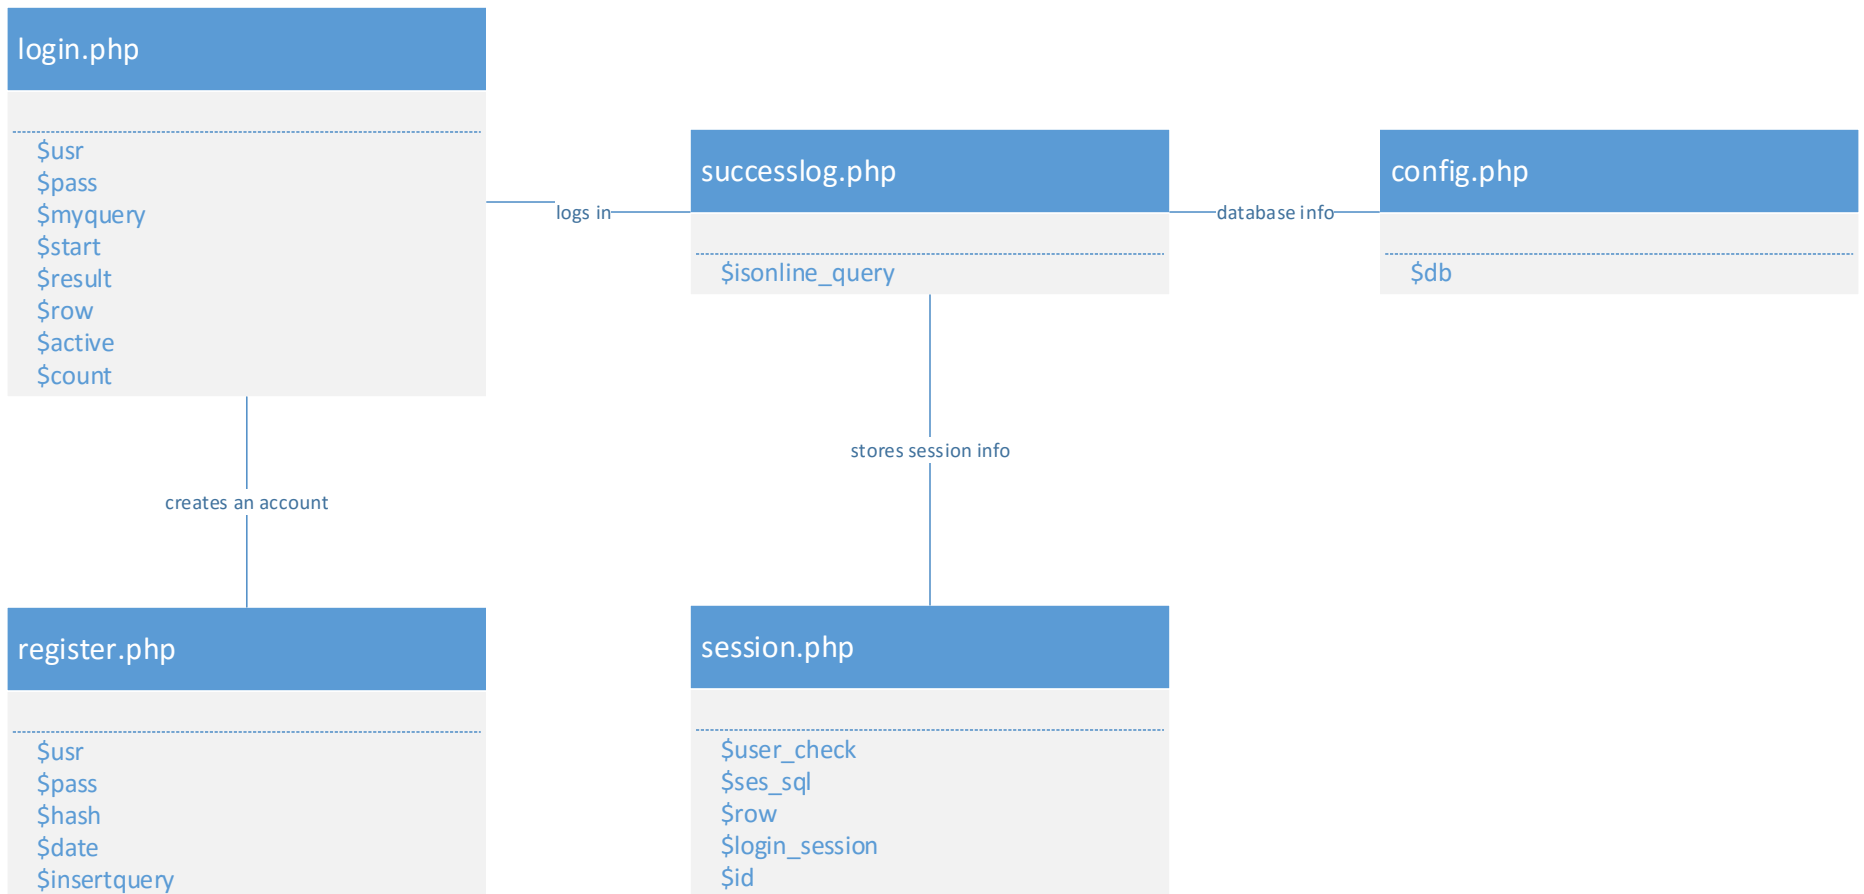 login.php
$usr
$pass
$myquery
$start
$result
$row
$active
$count
logs in
successlog.php
$isonline_query
database info
config.php
$db
creates an account
stores session info
register.php
$usr
$pass
$hash
$date
$insertquery
session.php
$user_check
$ses_sql
$row
$login_session
$id